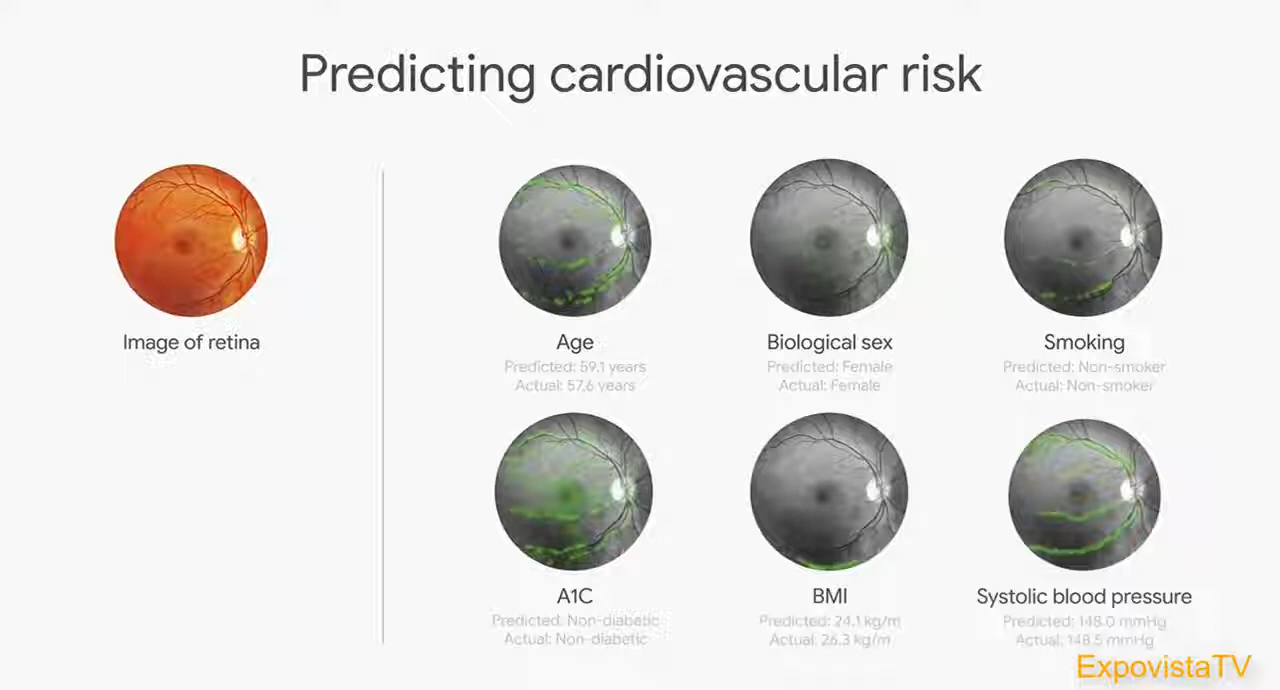 Predicting cardiovascular risk
Image of retina
Age
Predicted: 59.1 years
Actual: 57.6 years
Biological sex
Predicted: Female
Actual: Female
Smoking
Predicted: Non-smoker
Actual: Non-smoker
A1C
Predicted: Non-diabetic
Actual: Non-diabetic
BMI
Predicted: 24.1 kg/m
Actual: 26.3 kg/m
Systolic blood pressure
Predicted: 148.0 mmHg
Actual: 148.5 mmHg
ExpovistaTV